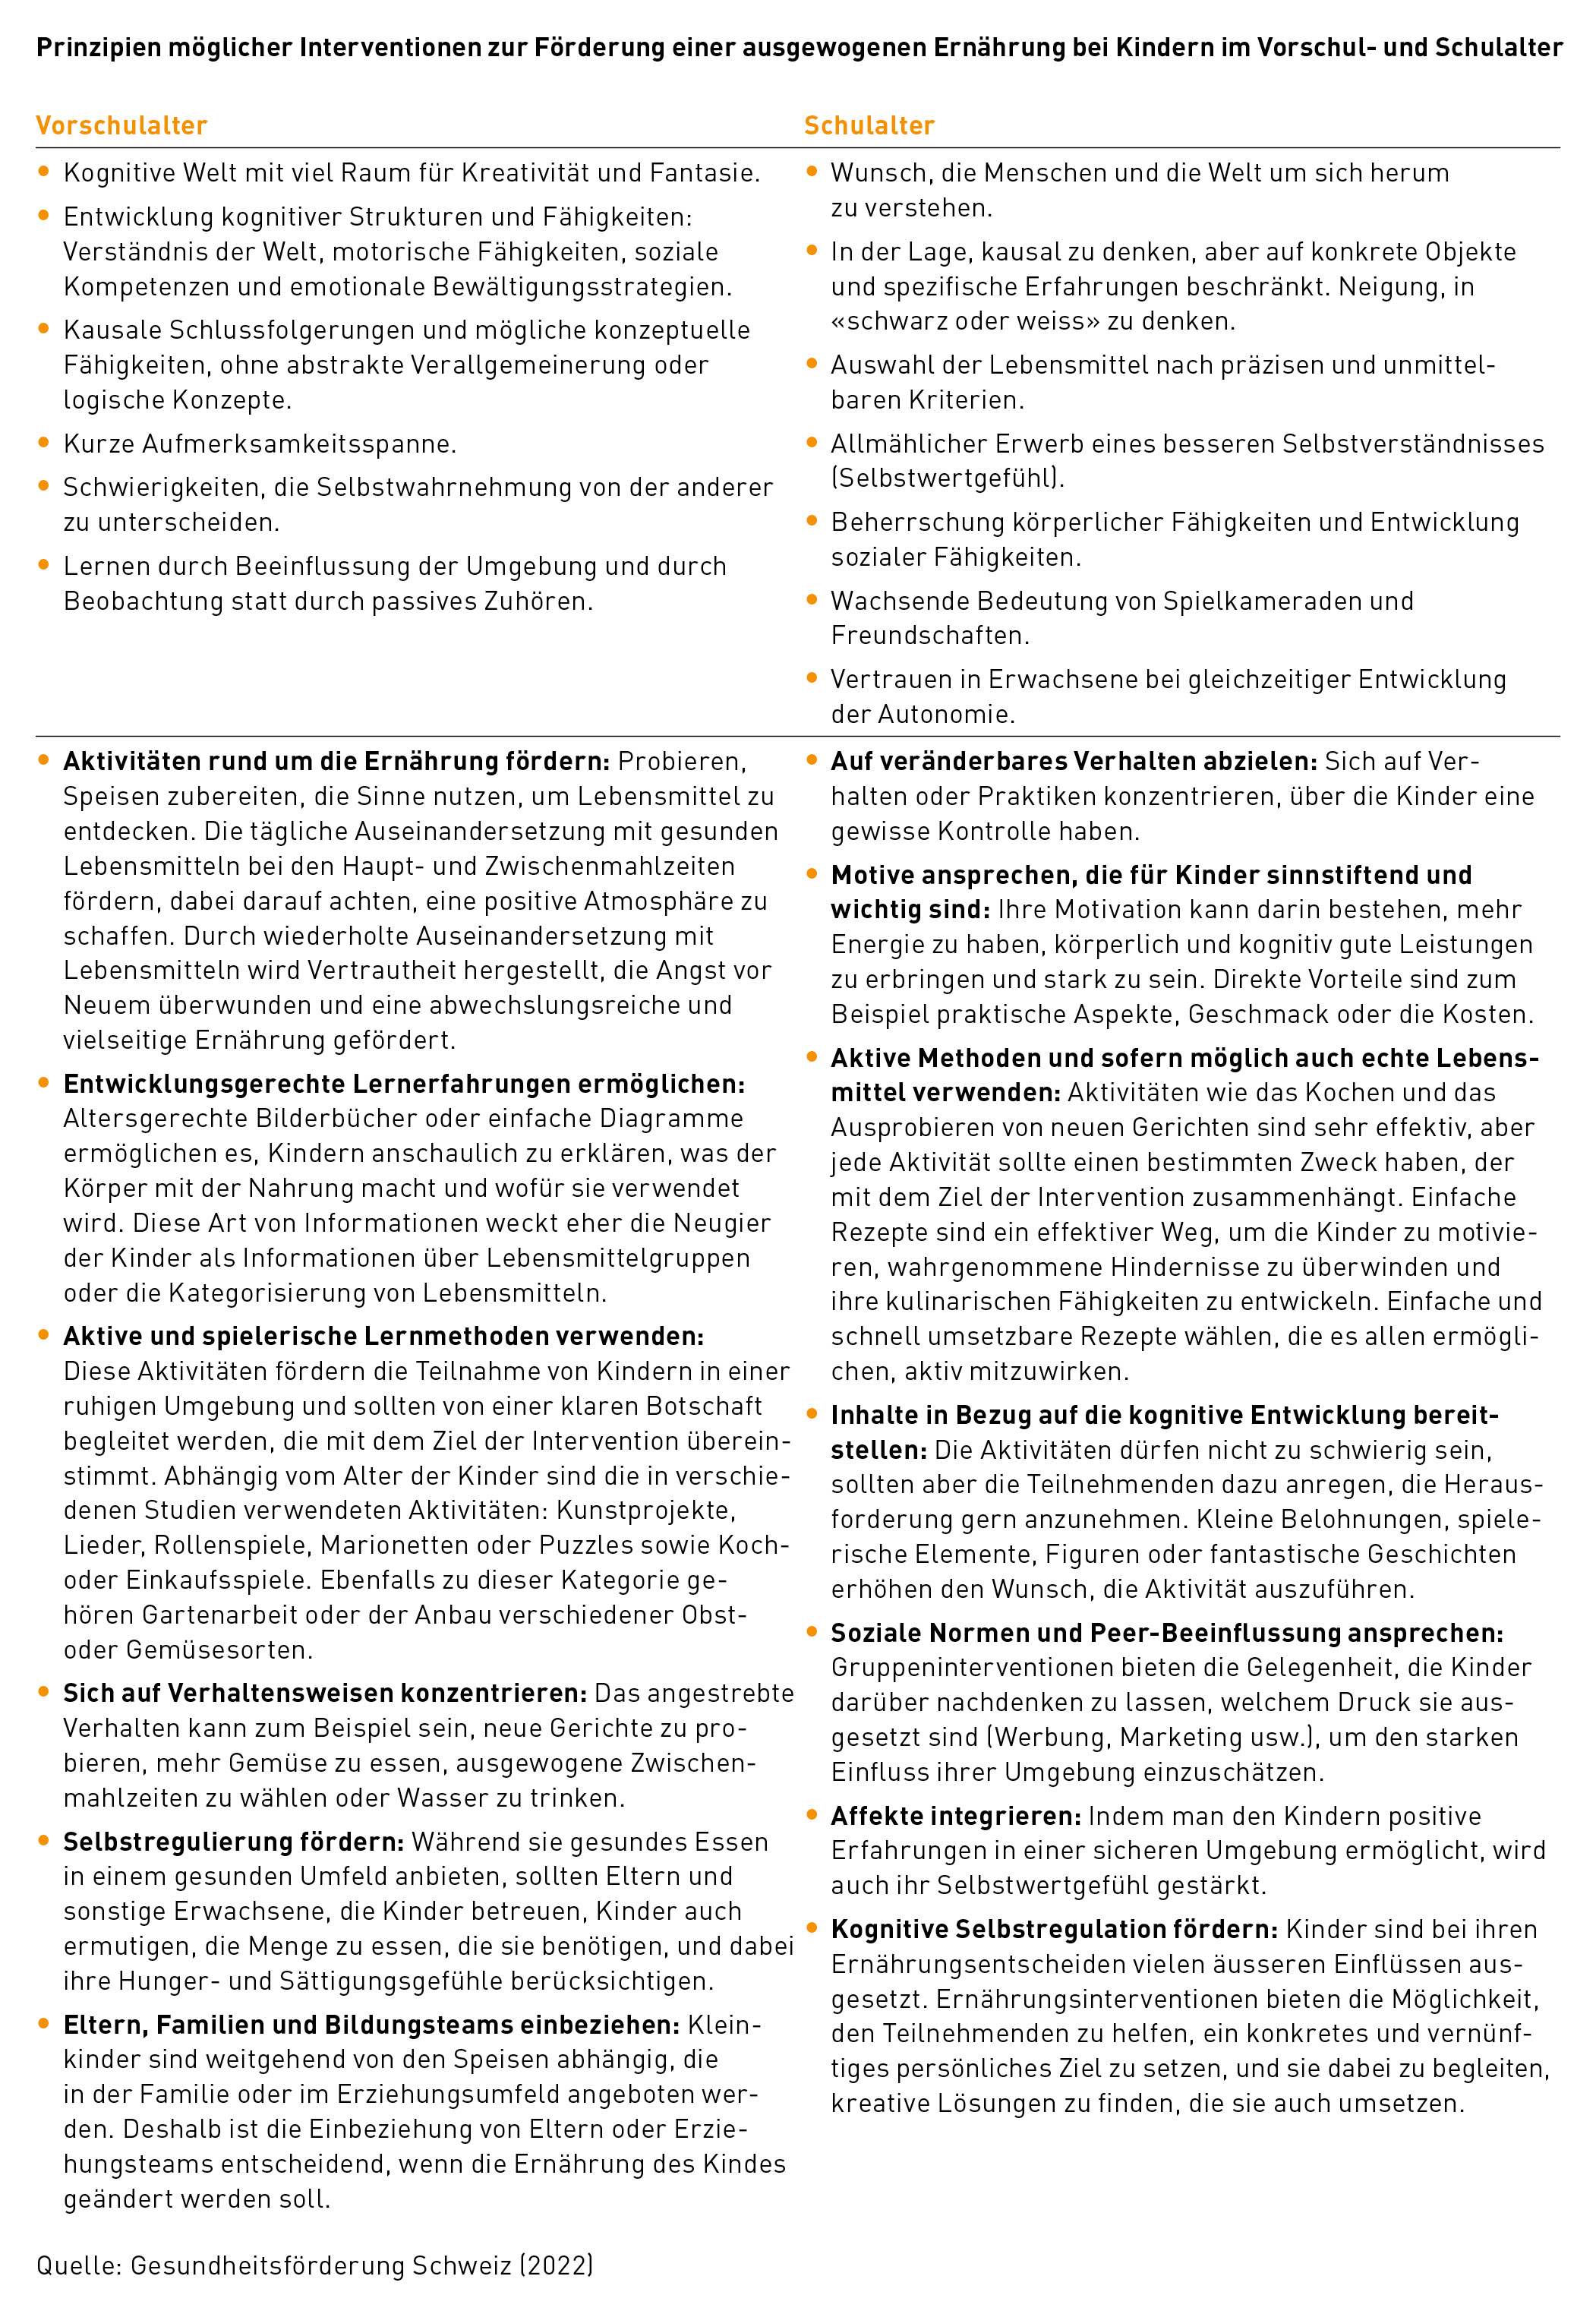 Prinzipien möglicher Interventionen zur Förderung einer ausgewogenen Ernährung bei Kindern im Vorschul- und Schulalter
Vorschulalter
• Kognitive Welt mit viel Raum für Kreativität und Fantasie.
• Entwicklung kognitiver Strukturen und Fähigkeiten:
Verständnis der Welt, motorische Fähigkeiten, soziale
Kompetenzen und emotionale Bewältigungsstrategien.
• Kausale Schlussfolgerungen und mögliche konzeptuelle
Fähigkeiten, ohne abstrakte Verallgemeinerung oder
logische Konzepte.
• Kurze Aufmerksamkeitsspanne.
• Schwierigkeiten, die Selbstwahrnehmung von der anderer
zu unterscheiden.
• Lernen durch Beeinflussung der Umgebung und durch
Beobachtung statt durch passives Zuhören.
Schulalter
• Wunsch, die Menschen und die Welt um sich herum
zu verstehen.
• In der Lage, kausal zu denken, aber auf konkrete Objekte
und spezifische Erfahrungen beschränkt. Neigung, in
«schwarz oder weiss» zu denken.
• Auswahl der Lebensmittel nach präzisen und unmittel-
baren Kriterien.
• Allmählicher Erwerb eines besseren Selbstverständnisses
(Selbstwertgefühl).
• Beherrschung körperlicher Fähigkeiten und Entwicklung
sozialer Fähigkeiten.
• Wachsende Bedeutung von Spielkameraden und
Freundschaften.
• Vertrauen in Erwachsene bei gleichzeitiger Entwicklung
der Autonomie.
• Aktivitäten rund um die Ernährung fördern: Probieren,
Speisen zubereiten, die Sinne nutzen, um Lebensmittel zu
entdecken. Die tägliche Auseinandersetzung mit gesunden
Lebensmitteln bei den Haupt- und Zwischenmahlzeiten
fördern, dabei darauf achten, eine positive Atmosphäre zu
schaffen. Durch wiederholte Auseinandersetzung mit
Lebensmitteln wird Vertrautheit hergestellt, die Angst vor
Neuem überwunden und eine abwechslungsreiche und
vielseitige Ernährung gefördert.
• Entwicklungsgerechte Lernerfahrungen ermöglichen:
Altersgerechte Bilderbücher oder einfache Diagramme
ermöglichen es, Kindern anschaulich zu erklären, was der
Körper mit der Nahrung macht und wofür sie verwendet
wird. Diese Art von Informationen weckt eher die Neugier
der Kinder als Informationen über Lebensmittelgruppen
oder die Kategorisierung von Lebensmitteln.
• Aktive und spielerische Lernmethoden verwenden:
Diese Aktivitäten fördern die Teilnahme von Kindern in einer
ruhigen Umgebung und sollten von einer klaren Botschaft
begleitet werden, die mit dem Ziel der Intervention überein-
stimmt. Abhängig vom Alter der Kinder sind die in verschie-
denen Studien verwendeten Aktivitäten: Kunstprojekte,
Lieder, Rollenspiele, Marionetten oder Puzzles sowie Koch-
oder Einkaufsspiele. Ebenfalls zu dieser Kategorie ge-
hören Gartenarbeit oder der Anbau verschiedener Obst-
oder Gemüsesorten.
• Sich auf Verhaltensweisen konzentrieren: Das angestrebte
Verhalten kann zum Beispiel sein, neue Gerichte zu pro-
bieren, mehr Gemüse zu essen, ausgewogene Zwischen-
mahlzeiten zu wählen oder Wasser zu trinken.
• Selbstregulierung fördern: Während sie gesundes Essen
in einem gesunden Umfeld anbieten, sollten Eltern und
sonstige Erwachsene, die Kinder betreuen, Kinder auch
ermutigen, die Menge zu essen, die sie benötigen, und dabei
ihre Hunger- und Sättigungsgefühle berücksichtigen.
• Eltern, Familien und Bildungsteams einbeziehen: Klein-
kinder sind weitgehend von den Speisen abhängig, die
in der Familie oder im Erziehungsumfeld angeboten wer-
den. Deshalb ist die Einbeziehung von Eltern oder Erzie-
hungsteams entscheidend, wenn die Ernährung des Kindes
geändert werden soll.
• Auf veränderbares Verhalten abzielen: Sich auf Ver-
halten oder Praktiken konzentrieren, über die Kinder eine
gewisse Kontrolle haben.
• Motive ansprechen, die für Kinder sinnstiftend und
wichtig sind: Ihre Motivation kann darin bestehen, mehr
Energie zu haben, körperlich und kognitiv gute Leistungen
zu erbringen und stark zu sein. Direkte Vorteile sind zum
Beispiel praktische Aspekte, Geschmack oder die Kosten.
• Aktive Methoden und sofern möglich auch echte Lebens-
mittel verwenden: Aktivitäten wie das Kochen und das
Ausprobieren von neuen Gerichten sind sehr effektiv, aber
jede Aktivität sollte einen bestimmten Zweck haben, der
mit dem Ziel der Intervention zusammenhängt. Einfache
Rezepte sind ein effektiver Weg, um die Kinder zu motivie-
ren, wahrgenommene Hindernisse zu überwinden und
ihre kulinarischen Fähigkeiten zu entwickeln. Einfache und
schnell umsetzbare Rezepte wählen, die es allen ermögli-
chen, aktiv mitzuwirken.
• Inhalte in Bezug auf die kognitive Entwicklung bereit-
stellen: Die Aktivitäten dürfen nicht zu schwierig sein,
sollten aber die Teilnehmenden dazu anregen, die Heraus-
forderung gern anzunehmen. Kleine Belohnungen, spiele-
rische Elemente, Figuren oder fantastische Geschichten
erhöhen den Wunsch, die Aktivität auszuführen.
• Soziale Normen und Peer-Beeinflussung ansprechen:
Gruppeninterventionen bieten die Gelegenheit, die Kinder
darüber nachdenken zu lassen, welchem Druck sie aus-
gesetzt sind (Werbung, Marketing usw.), um den starken
Einfluss ihrer Umgebung einzuschätzen.
• Affekte integrieren: Indem man den Kindern positive
Erfahrungen in einer sicheren Umgebung ermöglicht, wird
auch ihr Selbstwertgefühl gestärkt.
• Kognitive Selbstregulation fördern: Kinder sind bei ihren
Ernährungsentscheiden vielen äusseren Einflüssen aus-
gesetzt. Ernährungsinterventionen bieten die Möglichkeit,
den Teilnehmenden zu helfen, ein konkretes und vernünf-
tiges persönliches Ziel zu setzen, und sie dabei zu begleiten,
kreative Lösungen zu finden, die sie auch umsetzen.
Quelle: Gesundheitsförderung Schweiz (2022)